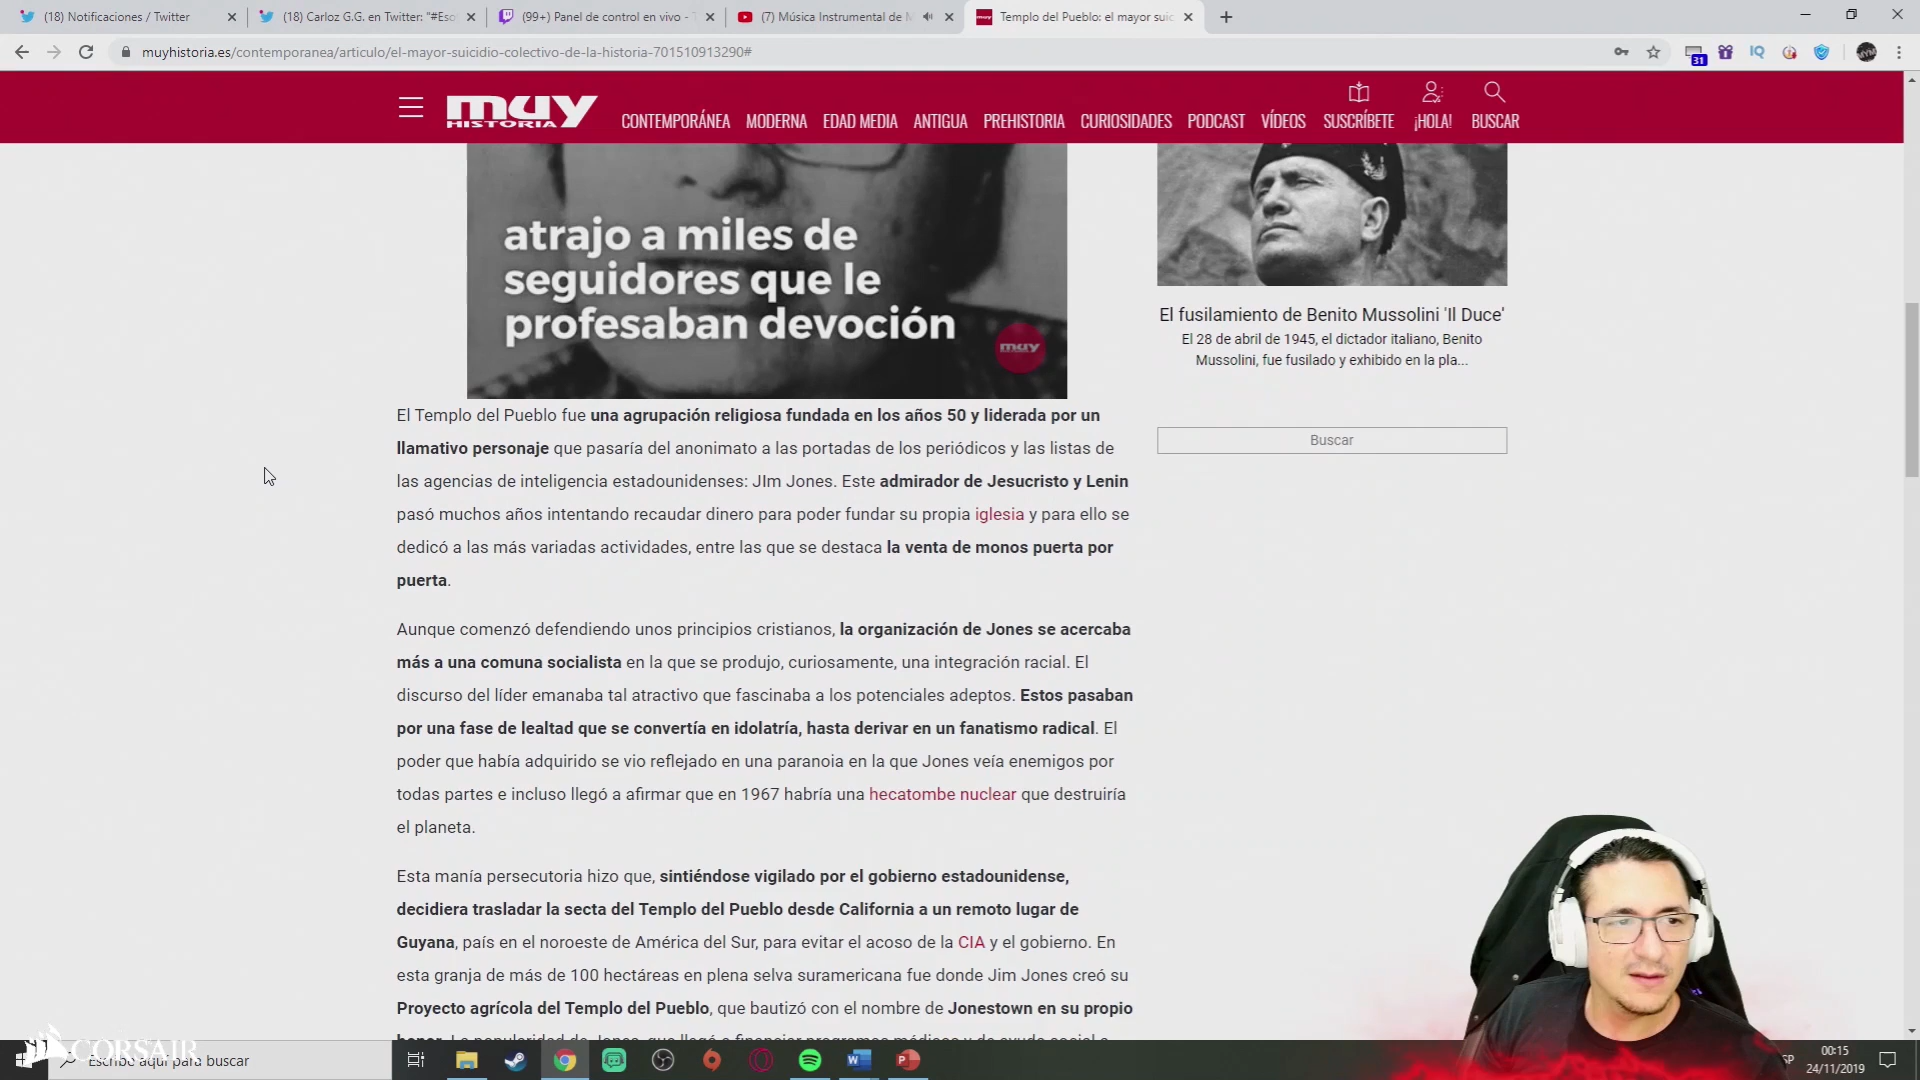 (18) Notificaciones / Twitter
(18) Carloz G.G. en Twitter: "#Eso
(99+) Panel de control en vivo -
(7) Música Instrumental de
Templo del Pueblo: el mayor suic
muyhistoria.es/contemporanea/articulo/el-mayor-suicidio-colectivo-de-la-historia-701510913290#
31
IQ
muy
HISTORIA
CONTEMPORÁNEA
MODERNA
EDAD MEDIA
ANTIGUA
PREHISTORIA
CURIOSIDADES
PODCAST
VÍDEOS
SUSCRÍBETE
¡HOLA!
BUSCAR
atrajo a miles de
seguidores que le
profesaban devoción
muy
El Templo del Pueblo fue una agrupación religiosa fundada en los años 50 y liderada por un
llamativo personaje que pasaría del anonimato a las portadas de los periódicos y las listas de
las agencias de inteligencia estadounidenses: JIm Jones. Este admirador de Jesucristo y Lenin
pasó muchos años intentando recaudar dinero para poder fundar su propia iglesia y para ello se
dedicó a las más variadas actividades, entre las que se destaca la venta de monos puerta por
puerta.
Aunque comenzó defendiendo unos principios cristianos, la organización de Jones se acercaba
más a una comuna socialista en la que se produjo, curiosamente, una integración racial. El
discurso del líder emanaba tal atractivo que fascinaba a los potenciales adeptos. Estos pasaban
por una fase de lealtad que se convertía en idolatría, hasta derivar en un fanatismo radical. El
poder que había adquirido se vio reflejado en una paranoia en la que Jones veía enemigos por
todas partes e incluso llegó a afirmar que en 1967 habría una hecatombe nuclear que destruiría
el planeta.
Esta manía persecutoria hizo que, sintiéndose vigilado por el gobierno estadounidense,
decidiera trasladar la secta del Templo del Pueblo desde California a un remoto lugar de
Guyana, país en el noroeste de América del Sur, para evitar el acoso de la CIA y el gobierno. En
esta granja de más de 100 hectáreas en plena selva suramericana fue donde Jim Jones creó su
Proyecto agrícola del Templo del Pueblo, que bautizó con el nombre de Jonestown en su propio
El fusilamiento de Benito Mussolini 'Il Duce'
El 28 de abril de 1945, el dictador italiano, Benito
Mussolini, fue fusilado y exhibido en la pla...
Buscar
CORSAIR
Escribe aquí para buscar
00:15
24/11/2019